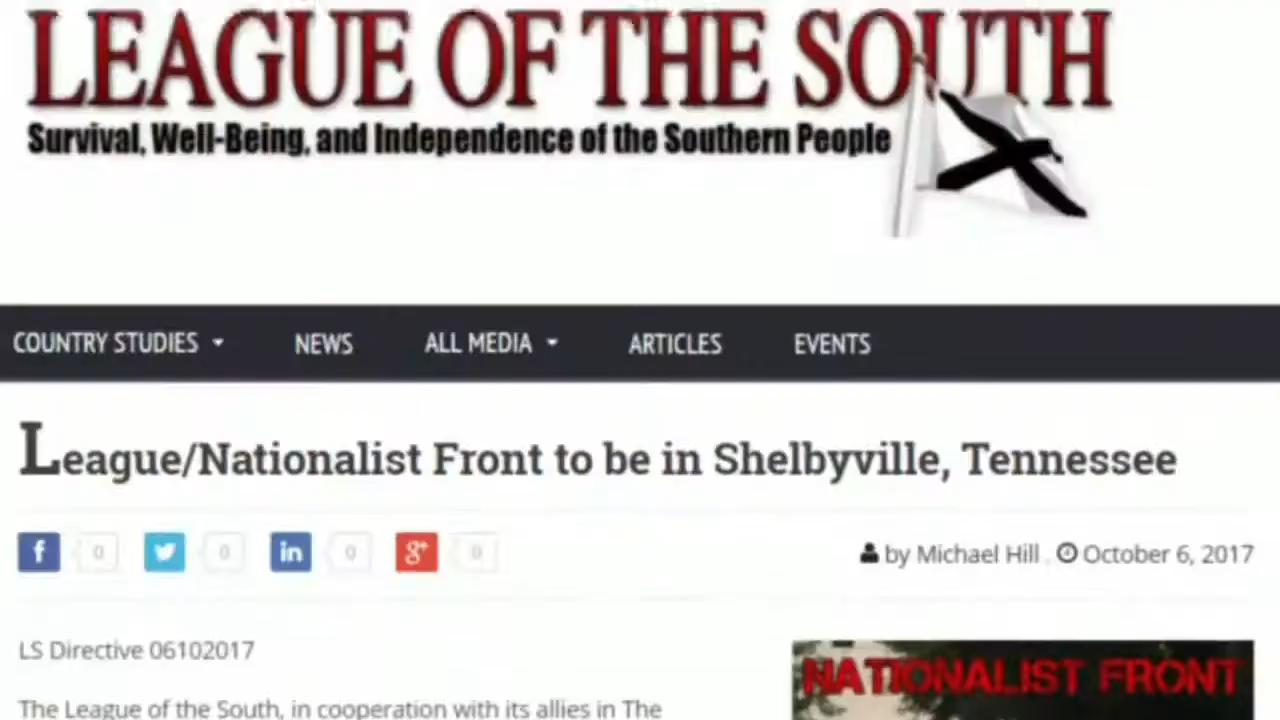 LEAGUE OF THE SOUTH
Survival, Well-Being, and Independence of the Southern People
COUNTRY STUDIES NEWS ALL MEDIA ARTICLES EVENTS
League/Nationalist Front to be in Shelbyville, Tennessee
f 0 0 in 0 g+ 0 by Michael Hill . October 6, 2017
LS Directive 06102017
NATIONALIST FRONT
The League of the South, in cooperation with its allies in The